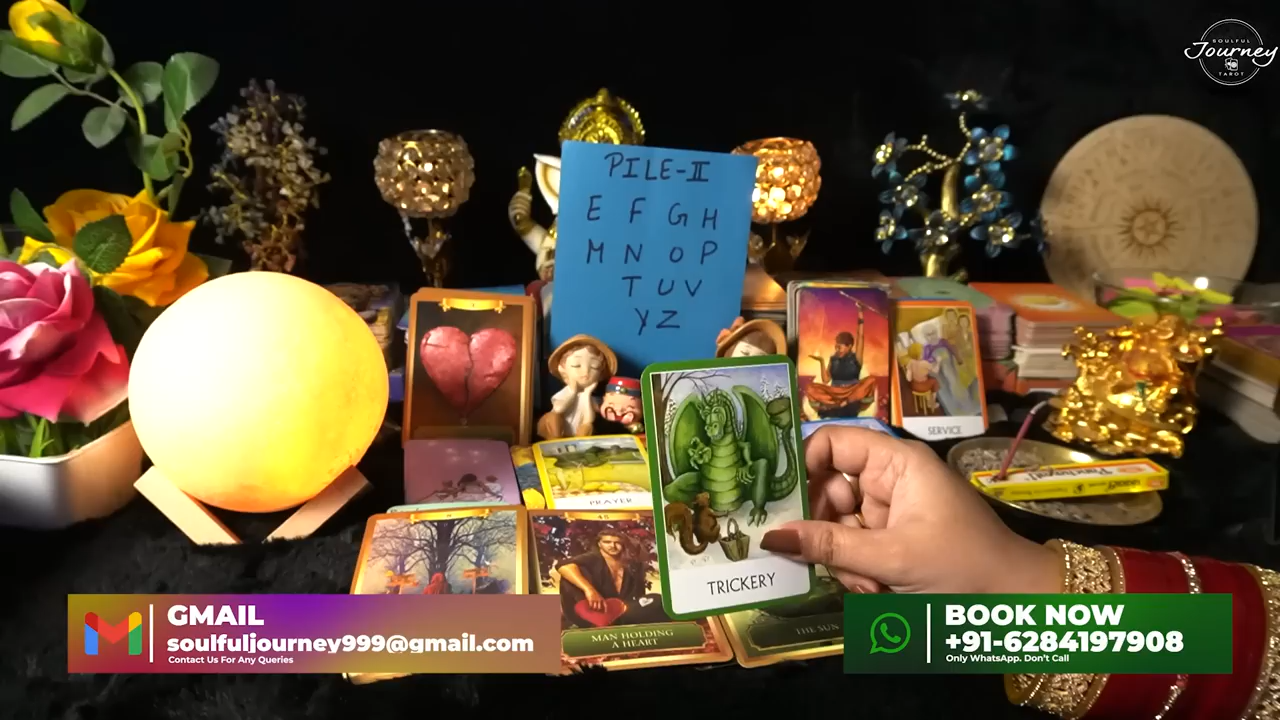 SOULFUL
Journey
TAROT
PILE-II
E F G H
M N O P
T U V
Y Z
SERVICE
PRAYER
TRICKERY
MAN HOLDING
A HEART
THE SUN
GMAIL
soulfuljourney999@gmail.com
Contact Us For Any Queries
BOOK NOW
+91-6284197908
Only WhatsApp. Don't Call